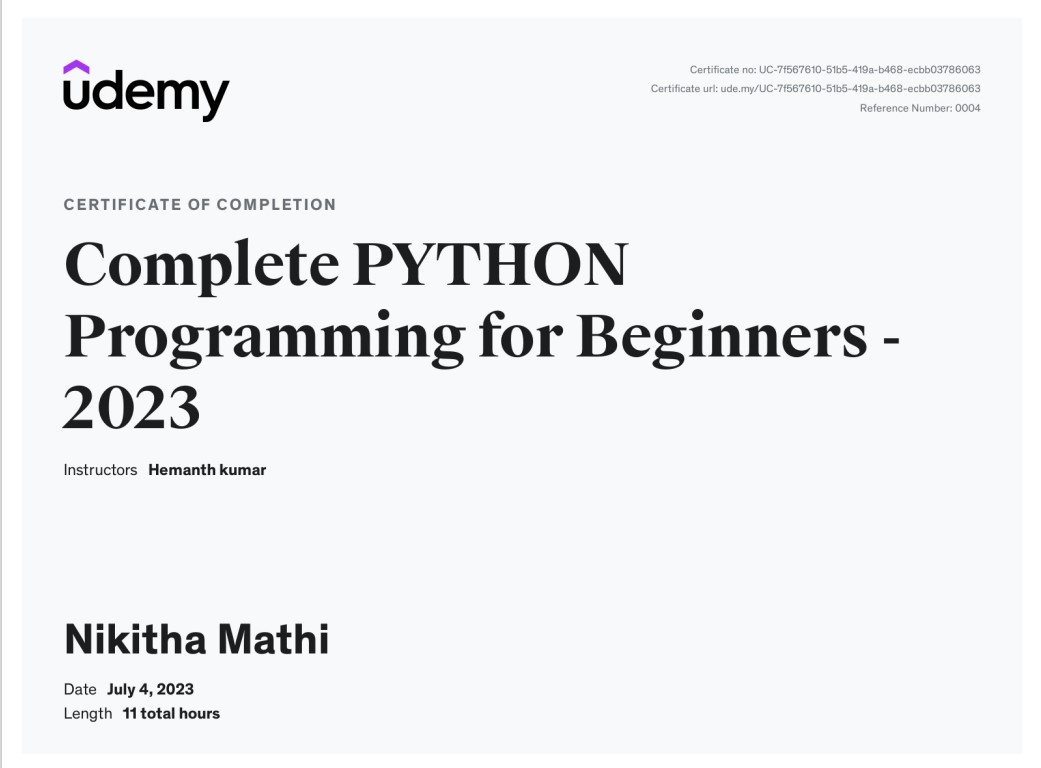 udemy
Certificate no: UC-7f567610-51b5-419a-b468-ecbb03786063
Certificate url: ude.my/UC-7f567610-51b5-419a-b468-ecbb03786063
Reference Number: 0004
CERTIFICATE OF COMPLETION
Complete PYTHON
Programming for Beginners -
2023
Instructors Hemanth kumar
Nikitha Mathi
Date July 4, 2023
Length 11 total hours